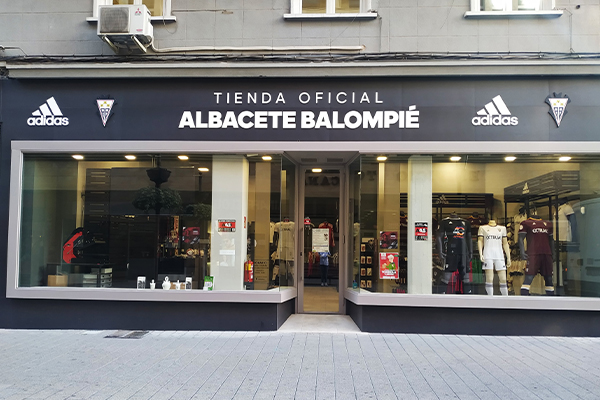 TIENDA OFICIAL
ALBACETE BALOMPIÉ
adidas
adidas